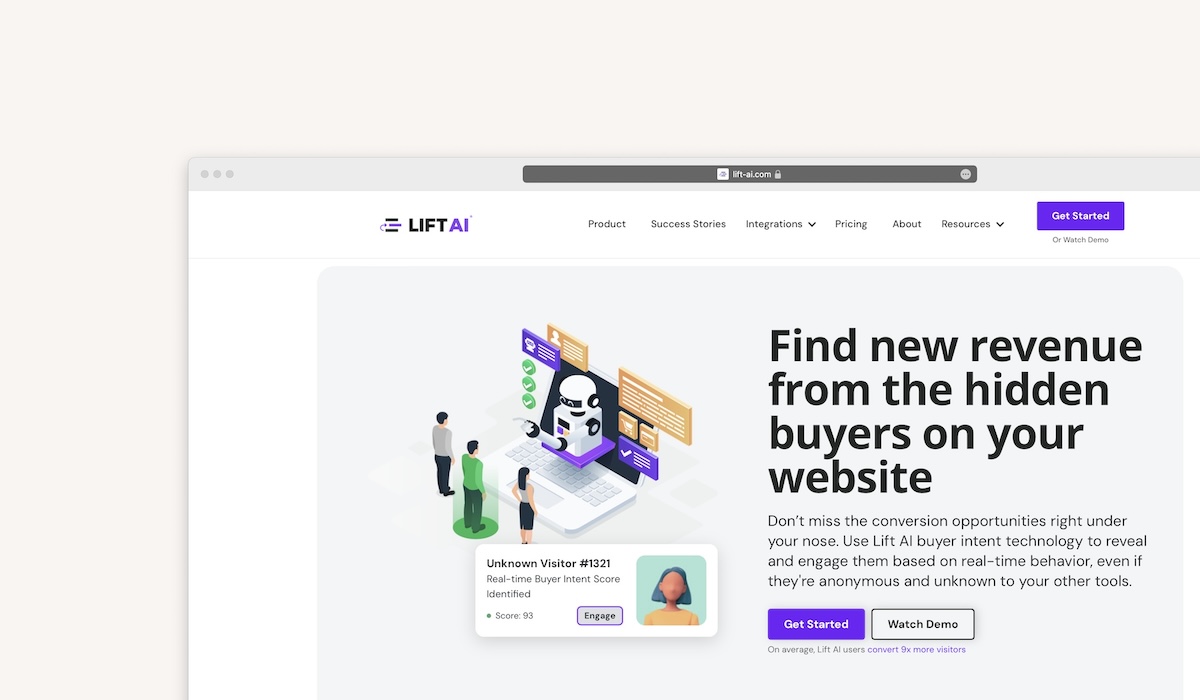 lift-ai.com
LIFT AI
Product Success Stories Integrations Pricing About Resources
Get Started
Or Watch Demo
Find new revenue
from the hidden
buyers on your
website
Don’t miss the conversion opportunities right under
your nose. Use Lift AI buyer intent technology to reveal
and engage them based on real-time behavior, even if
they're anonymous and unknown to your other tools.
Get Started Watch Demo
On average, Lift AI users convert 9x more visitors
Unknown Visitor #1321
Real-time Buyer Intent Score
Identified
Score: 93
Engage